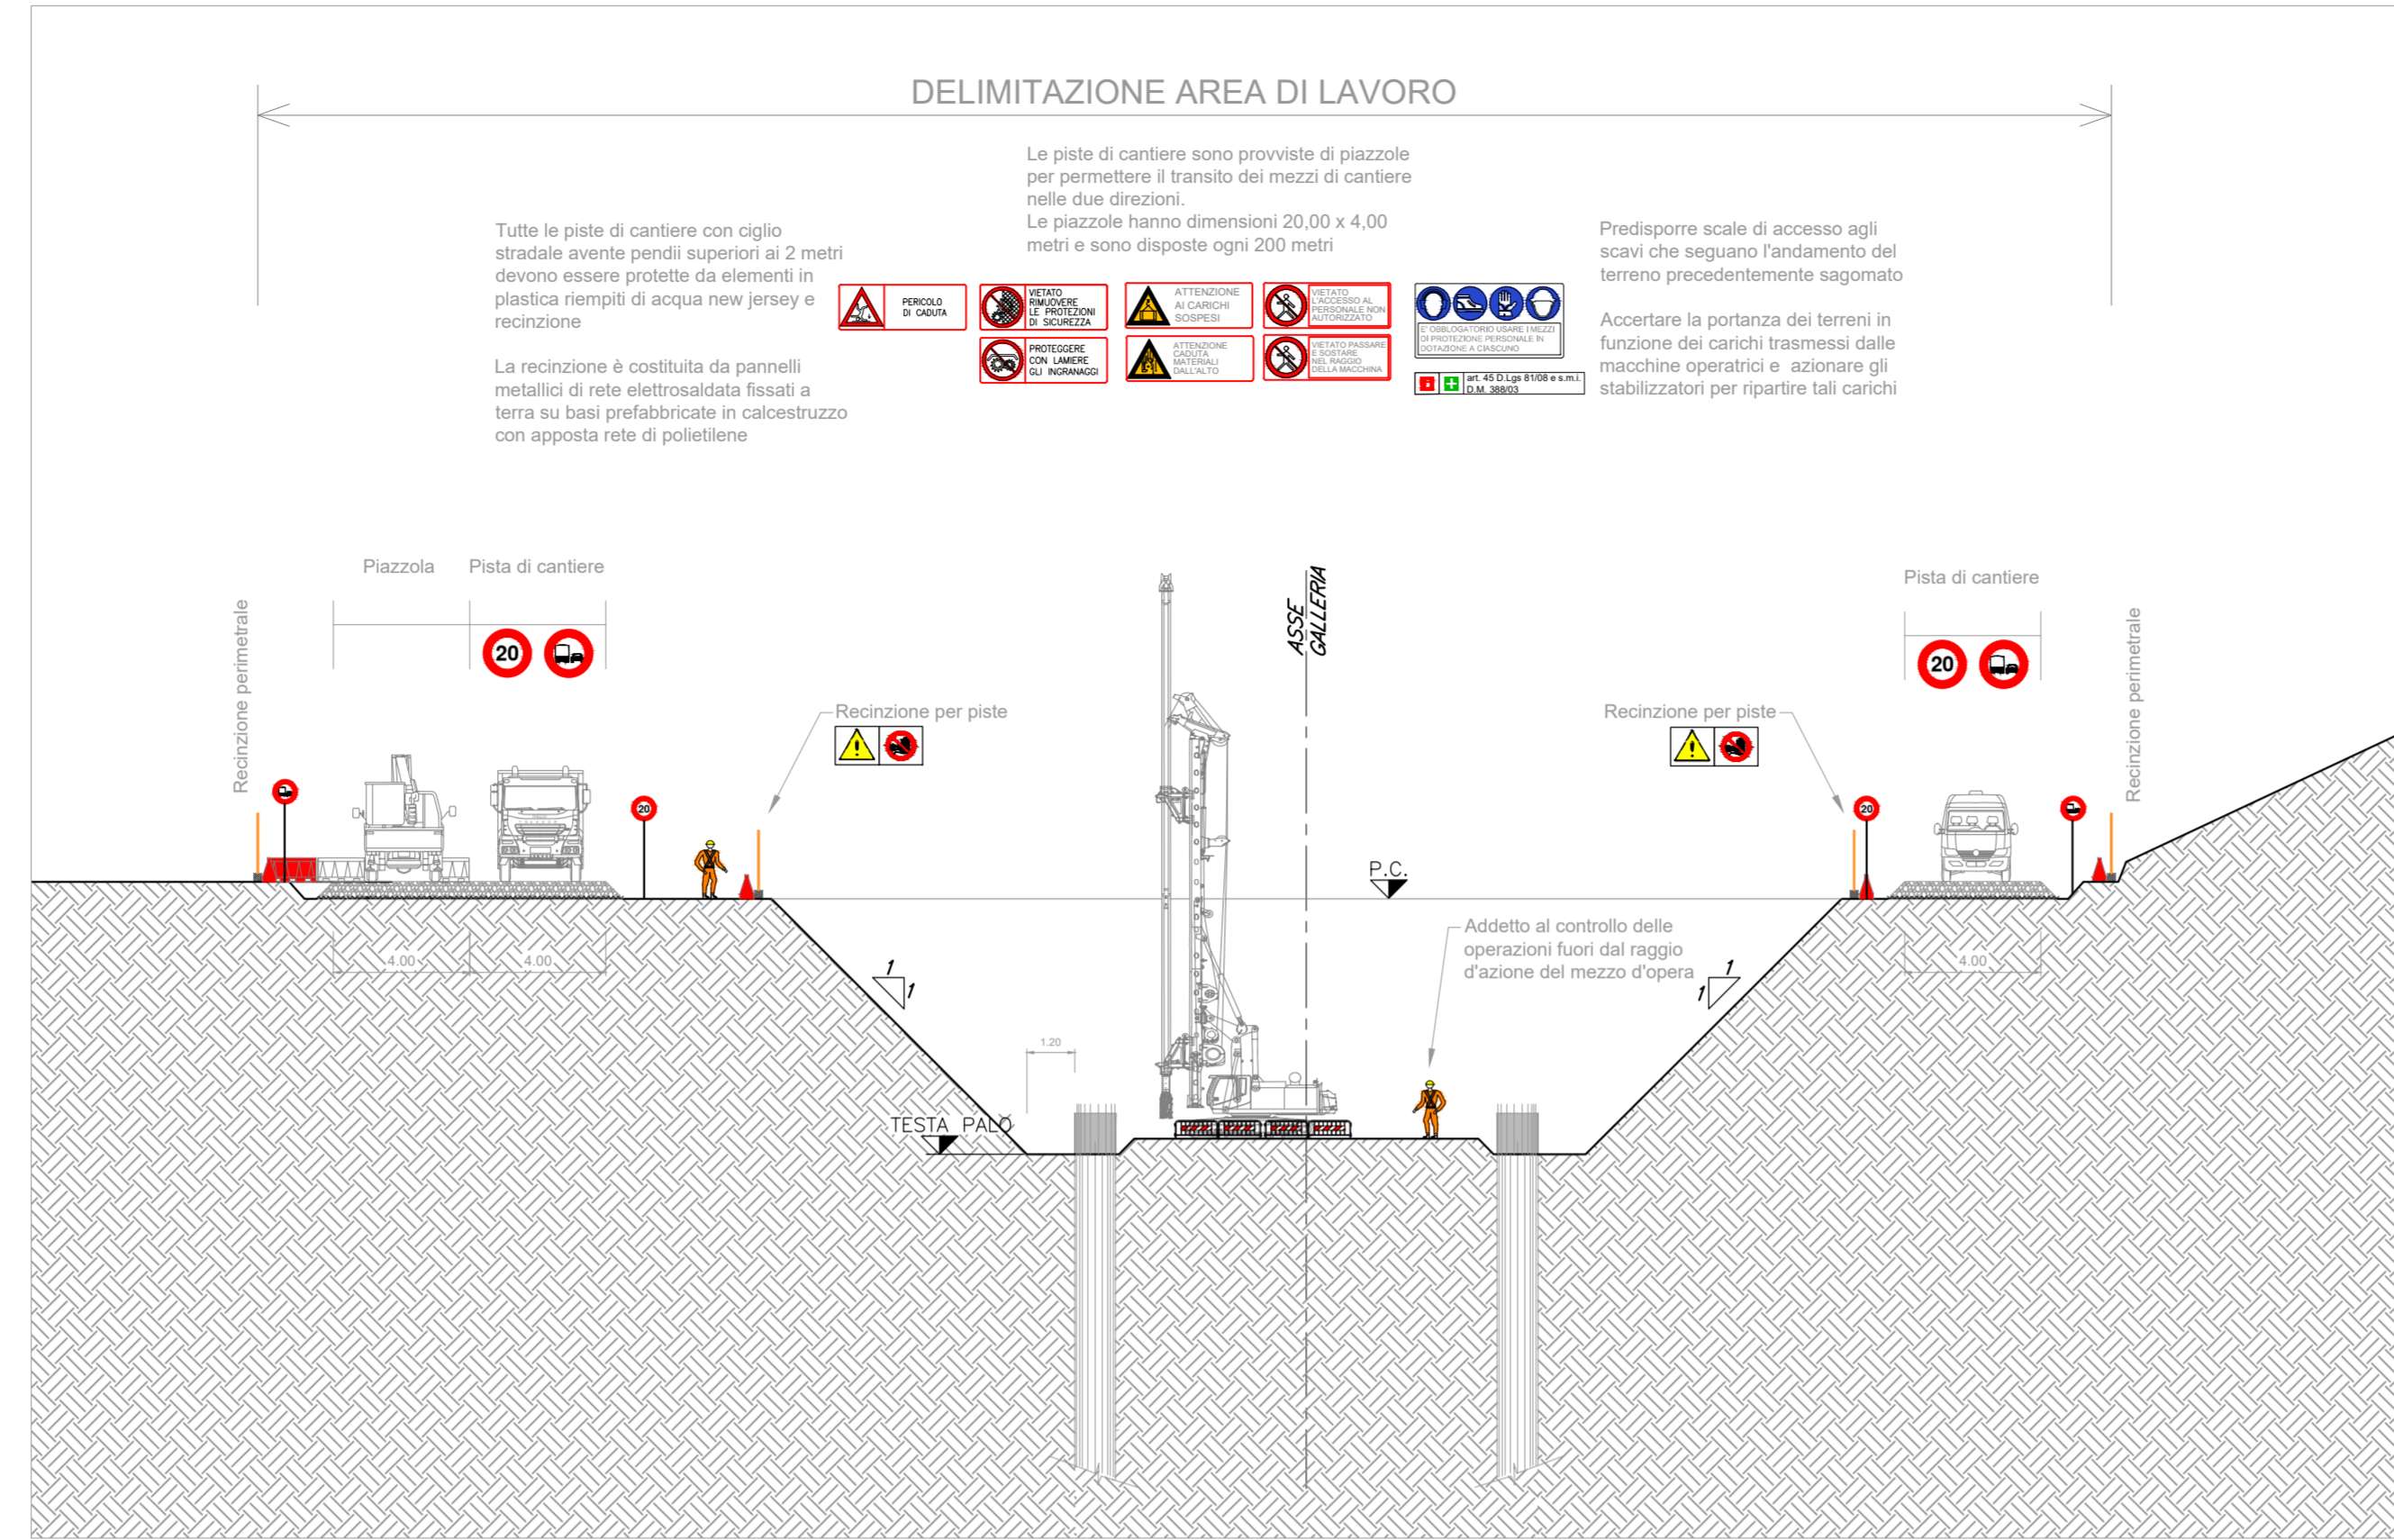 DELIMITAZIONE AREA DI LAVORO
Le piste di cantiere sono provviste di piazzole
per permettere il transito dei mezzi di cantiere
nelle due direzioni.
Le piazzole hanno dimensioni 20,00 x 4,00
metri e sono disposte ogni 200 metri
Tutte le piste di cantiere con ciglio
stradale avente pendii superiori ai 2 metri
devono essere protette da elementi in
plastica riempiti di acqua new jersey e
recinzione
La recinzione è costituita da pannelli
metallici di rete elettrosaldata fissati a
terra su basi prefabbricate in calcestruzzo
con apposta rete di polietilene
PERICOLO
DI CADUTA
VIETATO
RIMUOVERE
LE PROTEZIONI
DI SICUREZZA
PROTEGGERE
CON LAMIERE
GLI INGRANAGGI
ATTENZIONE
AI CARICHI
SOSPESI
ATTENZIONE
CADUTA
MATERIALI
DALL'ALTO
VIETATO
L'ACCESSO AL
PERSONALE NON
AUTORIZZATO
VIETATO PASSARE
E SOSTARE
NEL RAGGIO
DELLA MACCHINA
E' OBBLOGATORIO USARE I MEZZI
DI PROTEZIONE PERSONALE IN
DOTAZIONE A CIASCUNO
art. 45 D.Lgs 81/08 e s.m.i.
D.M. 388/03
Predisporre scale di accesso agli
scavi che seguano l'andamento del
terreno precedentemente sagomato
Accertare la portanza dei terreni in
funzione dei carichi trasmessi dalle
macchine operatrici e azionare gli
stabilizzatori per ripartire tali carichi
Recinzione perimetrale
Piazzola
Pista di cantiere
20
20
Recinzione per piste
ASSE
GALLERIA
Recinzione per piste
Pista di cantiere
20
20
Recinzione perimetrale
P.C.
Addetto al controllo delle
operazioni fuori dal raggio
d'azione del mezzo d'opera
4.00
4.00
1
1
1
1
4.00
1.20
TESTA PALO